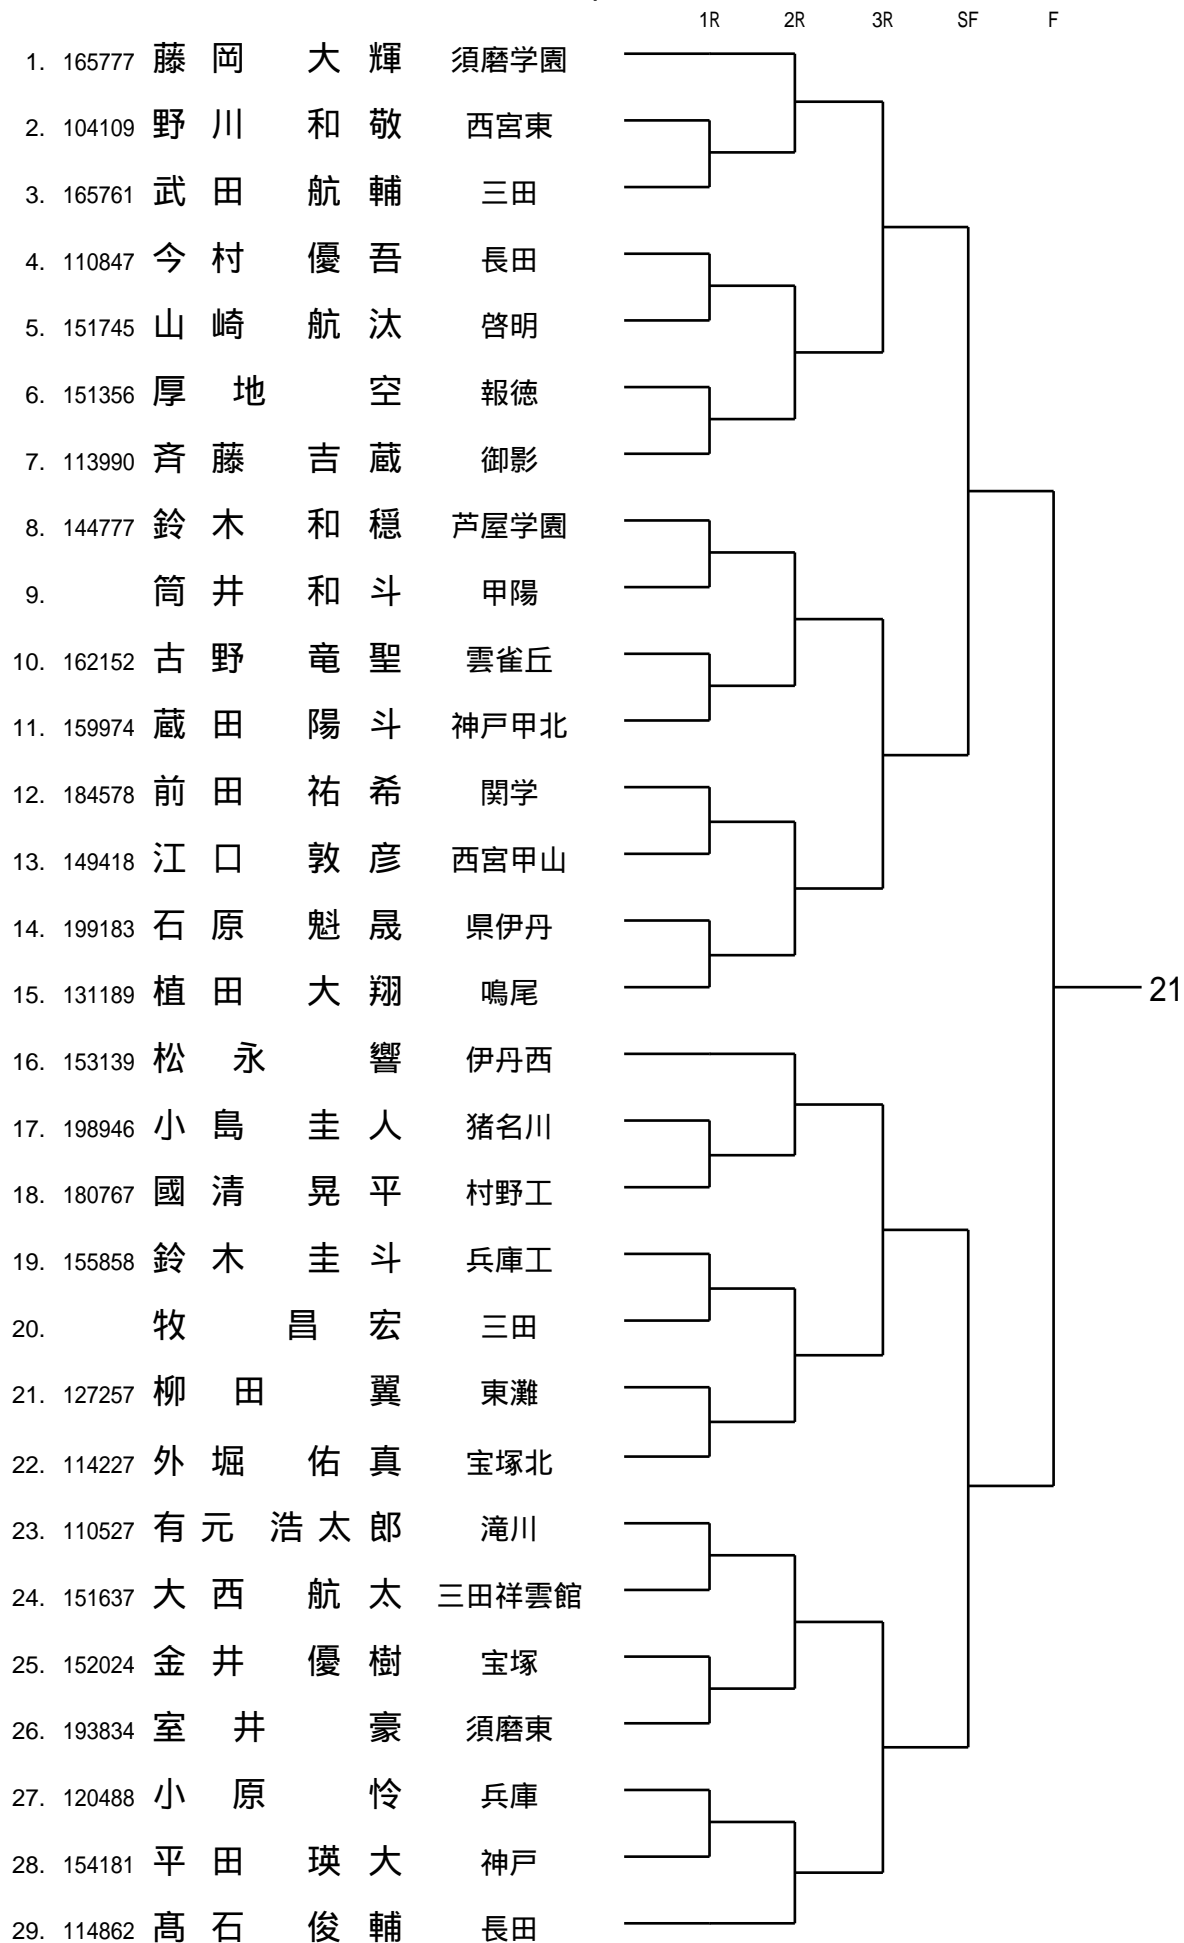 1R 2R 3R SF F
1. 165777 藤岡 大輝 須磨学園
2. 104109 野川 和敬 西宮東
3. 165761 武田 航輔 三田
4. 110847 今村 優吾 長田
5. 151745 山崎 航汰 啓明
6. 151356 厚地 空 報徳
7. 113990 斉藤 吉蔵 御影
8. 144777 鈴木 和穏 芦屋学園
9. 筒井 和斗 甲陽
10. 162152 古野 竜聖 雲雀丘
11. 159974 蔵田 陽斗 神戸甲北
12. 184578 前田 祐希 関学
13. 149418 江口 敦彦 西宮甲山
14. 199183 石原 魁晟 県伊丹
15. 131189 植田 大翔 鳴尾
21
16. 153139 松永 響 伊丹西
17. 198946 小島 圭人 猪名川
18. 180767 國清 晃平 村野工
19. 155858 鈴木 圭斗 兵庫工
20. 牧 昌宏 三田
21. 127257 柳田 翼 東灘
22. 114227 外堀 佑真 宝塚北
23. 110527 有元 浩太郎 滝川
24. 151637 大西 航太 三田祥雲館
25. 152024 金井 優樹 宝塚
26. 193834 室井 豪 須磨東
27. 120488 小原 怜 兵庫
28. 154181 平田 瑛大 神戸
29. 114862 髙石 俊輔 長田